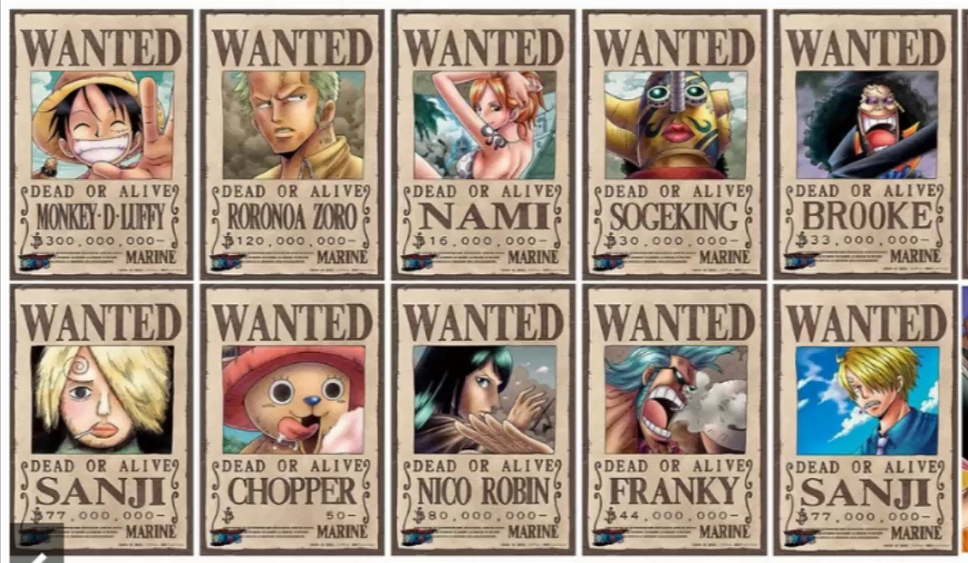 WANTED
DEAD OR ALIVE
MONKEY·D·LUFFY
300,000,000-
MARINE
WANTED
DEAD OR ALIVE
RORONOA ZORO
120,000,000-
MARINE
WANTED
DEAD OR ALIVE
NAMI
16,000,000-
MARINE
WANTED
DEAD OR ALIVE
SOGEKING
30,000,000-
MARINE
WANTED
DEAD OR ALIVE
BROOKE
33,000,000-
MARINE
WANTED
DEAD OR ALIVE
SANJI
77,000,000-
MARINE
WANTED
DEAD OR ALIVE
CHOPPER
50-
MARINE
WANTED
DEAD OR ALIVE
NICO ROBIN
80,000,000-
MARINE
WANTED
DEAD OR ALIVE
FRANKY
44,000,000-
MARINE
WANTED
DEAD OR ALIVE
SANJI
77,000,000-
MARINE